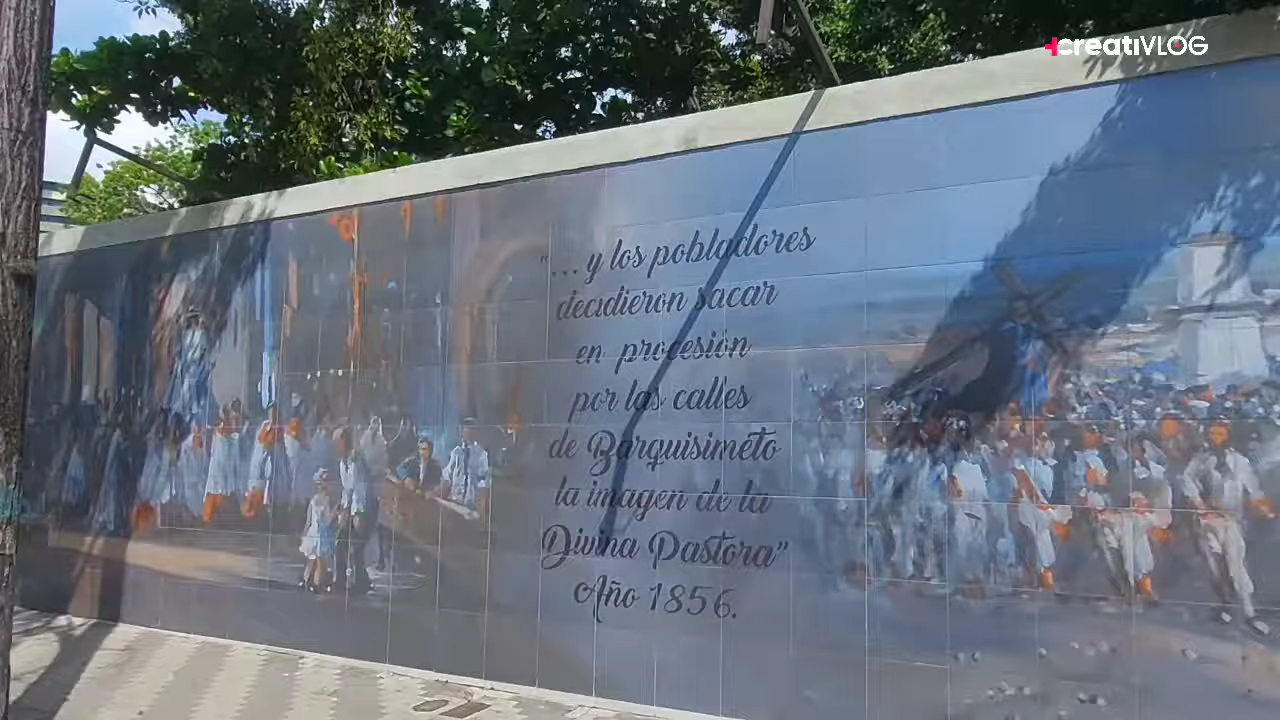 +creatiVLOG
"... y los pobladores
decidieron sacar
en procesión
por las calles
de Barquisimeto
la imagen de la
Divina Pastora"
Año 1856.